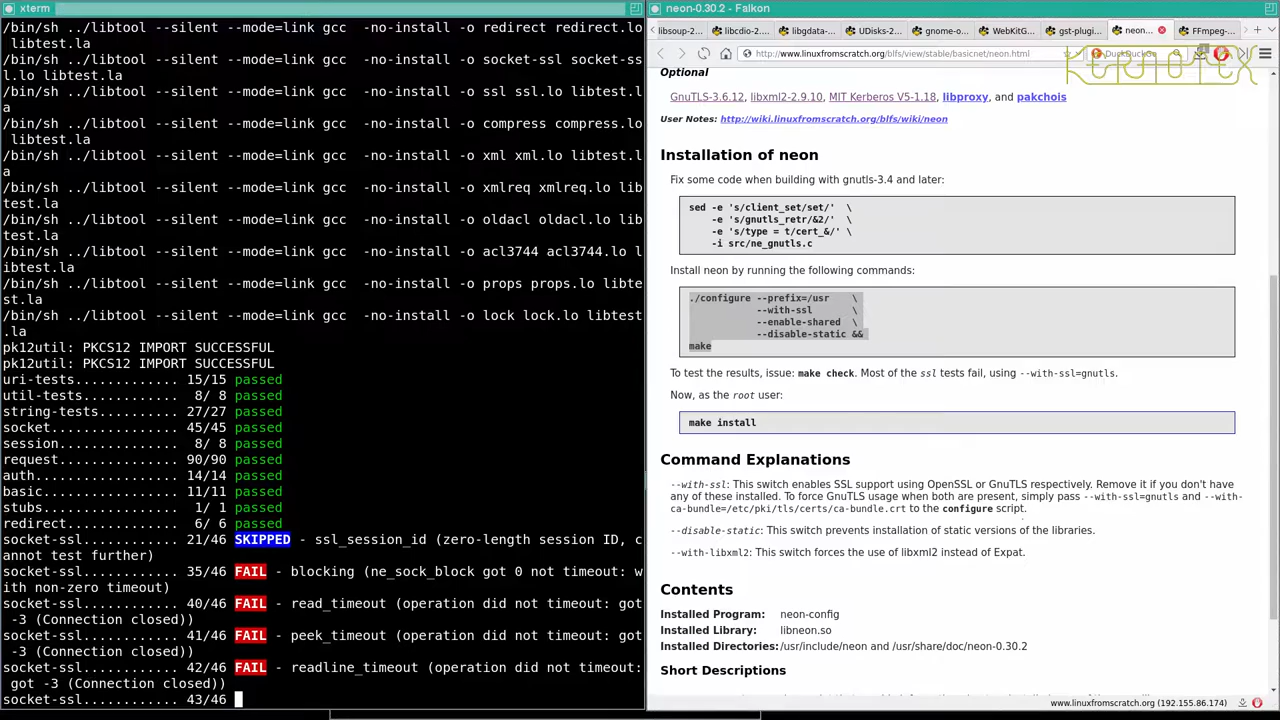 xterm
/bin/sh ../libtool --silent --mode=link gcc  -no-install -o redirect redirect.lo
 libtest.la
/bin/sh ../libtool --silent --mode=link gcc  -no-install -o socket-ssl socket-ss
l.lo libtest.la
/bin/sh ../libtool --silent --mode=link gcc  -no-install -o ssl ssl.lo libtest.l
a
/bin/sh ../libtool --silent --mode=link gcc  -no-install -o compress compress.lo
 libtest.la
/bin/sh ../libtool --silent --mode=link gcc  -no-install -o xml xml.lo libtest.l
a
/bin/sh ../libtool --silent --mode=link gcc  -no-install -o xmlreq xmlreq.lo lib
test.la
/bin/sh ../libtool --silent --mode=link gcc  -no-install -o oldacl oldacl.lo lib
test.la
/bin/sh ../libtool --silent --mode=link gcc  -no-install -o acl3744 acl3744.lo l
ibtest.la
/bin/sh ../libtool --silent --mode=link gcc  -no-install -o props props.lo libte
st.la
/bin/sh ../libtool --silent --mode=link gcc  -no-install -o lock lock.lo libtest
.la
pk12util: PKCS12 IMPORT SUCCESSFUL
pk12util: PKCS12 IMPORT SUCCESSFUL
uri-tests............. 15/15 passed
util-tests............  8/ 8 passed
string-tests.......... 27/27 passed
socket................ 45/45 passed
session...............  8/ 8 passed
request............... 90/90 passed
auth.................. 14/14 passed
basic................. 11/11 passed
stubs.................  1/ 1 passed
redirect..............  6/ 6 passed
socket-ssl............ 21/46 SKIPPED - ssl_session_id (zero-length session ID, c
annot test further)
socket-ssl............ 35/46 FAIL - blocking (ne_sock_block got 0 not timeout: w
ith non-zero timeout)
socket-ssl............ 40/46 FAIL - read_timeout (operation did not timeout: got
 -3 (Connection closed))
socket-ssl............ 41/46 FAIL - peek_timeout (operation did not timeout: got
 -3 (Connection closed))
socket-ssl............ 42/46 FAIL - readline_timeout (operation did not timeout:
 got -3 (Connection closed))
socket-ssl............ 43/46
neon-0.30.2 - Falkon
libsoup-2... libcdio-2... libgdata-... UDisks-2... gnome-o... WebKitG... gst-plugin... neon... FFmpeg-...
http://www.linuxfromscratch.org/blfs/view/stable/basicnet/neon.html DuckDuckGo
KERNOTEX
Optional
GnuTLS-3.6.12, libxml2-2.9.10, MIT Kerberos V5-1.18, libproxy, and pakchois
User Notes: http://wiki.linuxfromscratch.org/blfs/wiki/neon
Installation of neon
Fix some code when building with gnutls-3.4 and later:
sed -e 's/client_set/set/'  \
    -e 's/gnutls_retr/&2/'  \
    -e 's/type = t/cert_&/' \
    -i src/ne_gnutls.c
Install neon by running the following commands:
./configure --prefix=/usr    \
            --with-ssl       \
            --enable-shared  \
            --disable-static &&
make
To test the results, issue: make check. Most of the ssl tests fail, using --with-ssl=gnutls.
Now, as the root user:
make install
Command Explanations
--with-ssl: This switch enables SSL support using OpenSSL or GnuTLS respectively. Remove it if you don't have
any of these installed. To force GnuTLS usage when both are present, simply pass --with-ssl=gnutls and --with-
ca-bundle=/etc/pki/tls/certs/ca-bundle.crt to the configure script.
--disable-static: This switch prevents installation of static versions of the libraries.
--with-libxml2: This switch forces the use of libxml2 instead of Expat.
Contents
Installed Program: neon-config
Installed Library: libneon.so
Installed Directories: /usr/include/neon and /usr/share/doc/neon-0.30.2
Short Descriptions
www.linuxfromscratch.org (192.155.86.174)